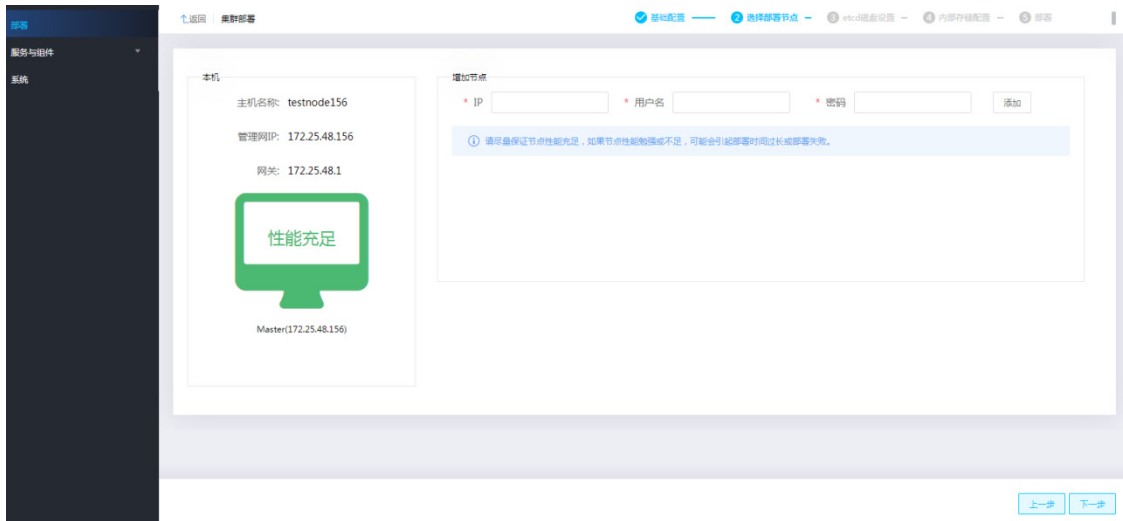 部署
服务与组件
系统
返回 集群部署
基础配置 2 选择部署节点 3 etcd磁盘设置 4 内部存储配置 5 部署
本机
主机名称: testnode156
管理网IP: 172.25.48.156
网关: 172.25.48.1
性能充足
Master(172.25.48.156)
增加节点
* IP * 用户名 * 密码 添加
请尽量保证节点性能充足，如果节点性能勉强或不足，可能会引起部署时间过长或部署失败。
上一步 下一步